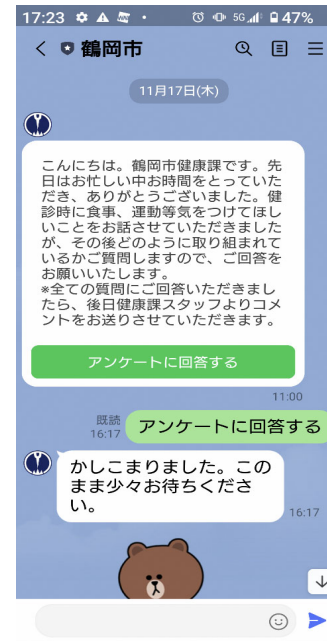 17:23
5G
47%
鶴岡市
11月17日(木)
こんにちは。鶴岡市健康課です。先
日はお忙しい中お時間をとっていた
だき、ありがとうございました。健
診時に食事、運動等気をつけてほし
いことをお話させていただきました
が、その後どのように取り組まれて
いるかご質問しますので、ご回答を
お願いいたします。
*全ての質問にご回答いただきまし
たら、後日健康課スタッフよりコメ
ントをお送りさせていただきます。
アンケートに回答する
11:00
既読
16:17
アンケートに回答する
かしこまりました。この
まま少々お待ちくださ
い。
16:17